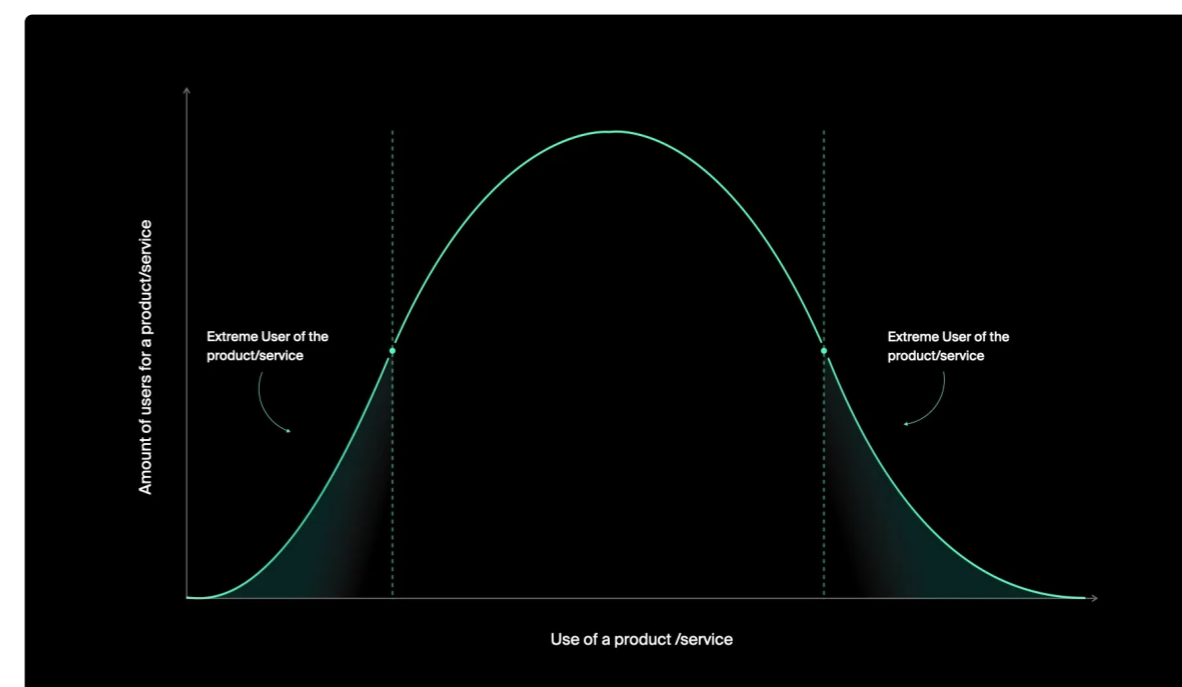 Amount of users for a product/service
Extreme User of the
product/service
Extreme User of the
product/service
Use of a product /service